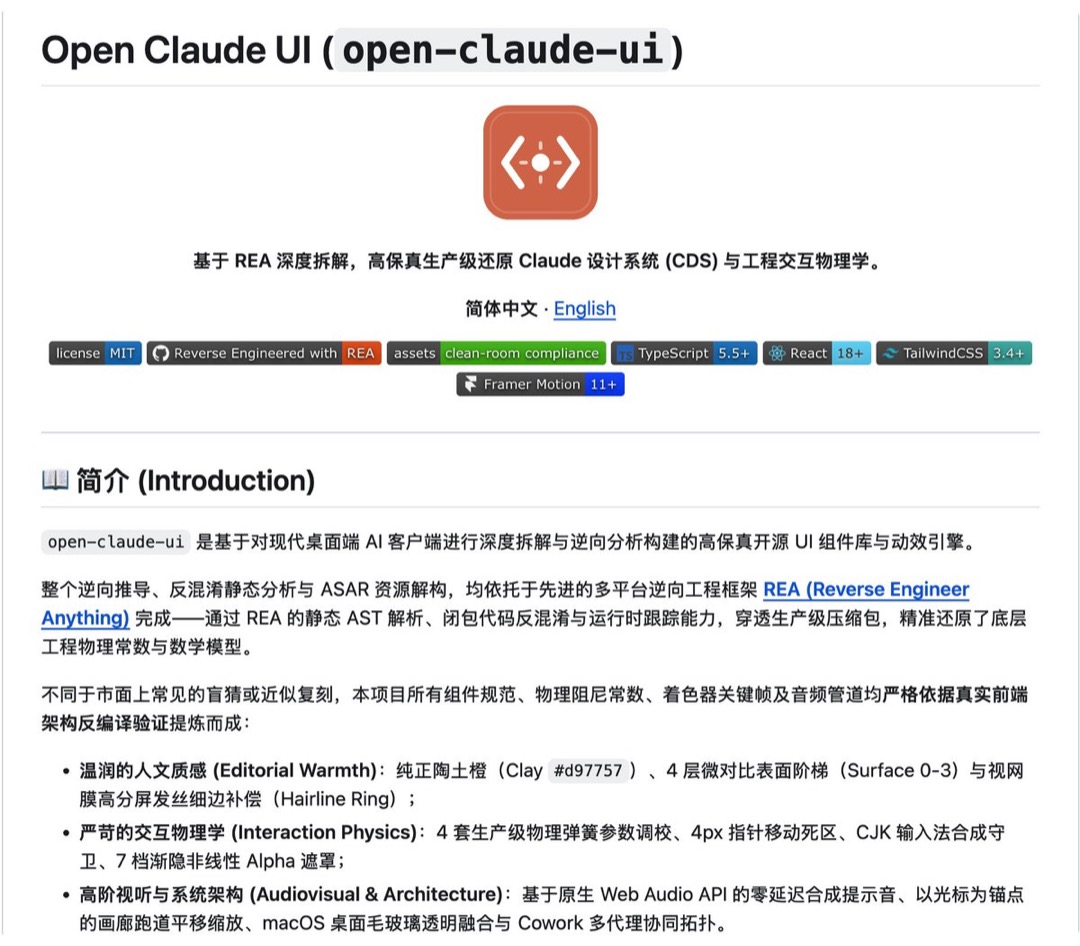 Open Claude UI (open-claude-ui)
基于 REA 深度拆解，高保真生产级还原 Claude 设计系统 (CDS) 与工程交互物理学。
简体中文 · English
license MIT Reverse Engineered with REA assets clean-room compliance TS TypeScript 5.5+ React 18+ TailwindCSS 3.4+
Framer Motion 11+
📖 简介 (Introduction)
open-claude-ui 是基于对现代桌面端 AI 客户端进行深度拆解与逆向分析构建的高保真开源 UI 组件库与动效引擎。
整个逆向推导、反混淆静态分析与 ASAR 资源解构，均依托于先进的多平台逆向工程框架 REA (Reverse Engineer
Anything) 完成——通过 REA 的静态 AST 解析、闭包代码反混淆与运行时跟踪能力，穿透生产级压缩包，精准还原了底层
工程物理常数与数学模型。
不同于市面上常见的盲猜或近似复刻，本项目所有组件规范、物理阻尼常数、着色器关键帧及音频管道均严格依据真实前端
架构反编译验证提炼而成：
• 温润的人文质感 (Editorial Warmth)：纯正陶土橙（Clay #d97757 ）、4 层微对比表面阶梯（Surface 0-3）与视网
膜高分屏发丝细边补偿（Hairline Ring）；
• 严苛的交互物理学 (Interaction Physics)：4 套生产级物理弹簧参数调校、4px 指针移动死区、CJK 输入法合成守
卫、7 档渐隐非线性 Alpha 遮罩；
• 高阶视听与系统架构 (Audiovisual & Architecture)：基于原生 Web Audio API 的零延迟合成提示音、以光标为锚点
的画廊跑道平移缩放、macOS 桌面毛玻璃透明融合与 Cowork 多代理协同拓扑。